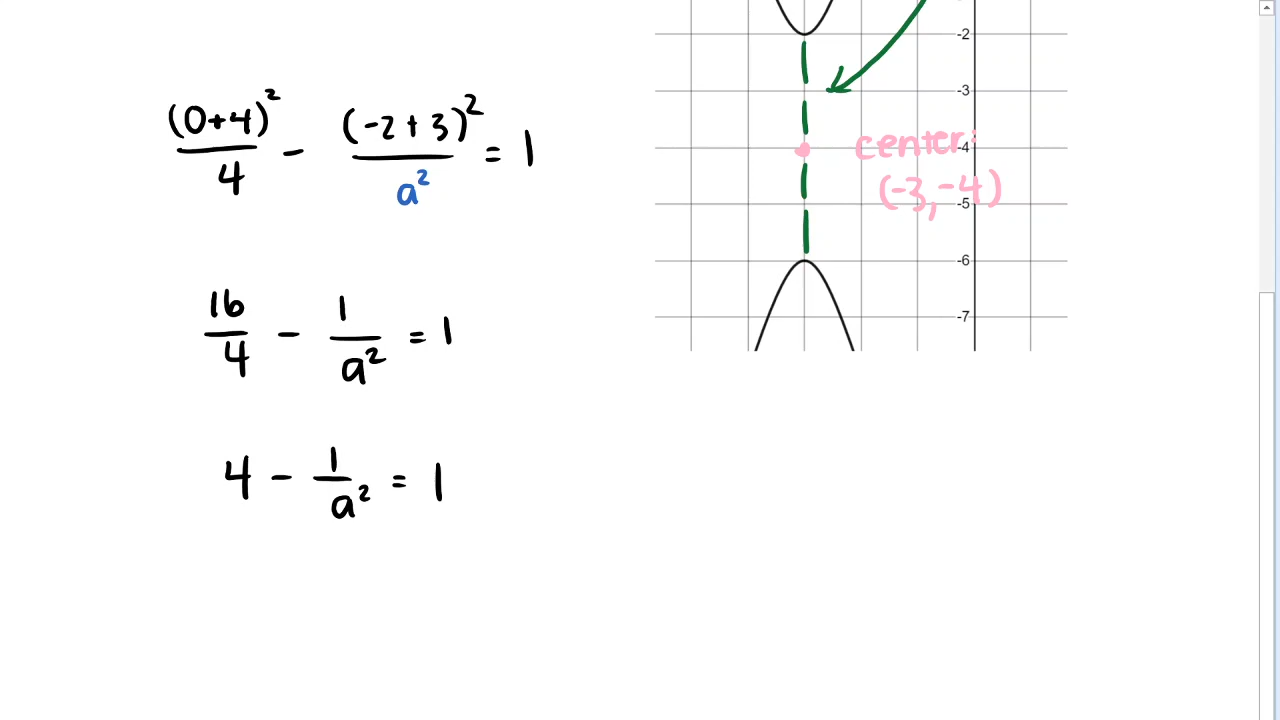 (0+4)² / 4 - (-2+3)² / a² = 1
16/4 - 1/a² = 1
4 - 1/a² = 1
-2
-3
center:
-4
(-3,-4)
-5
-6
-7